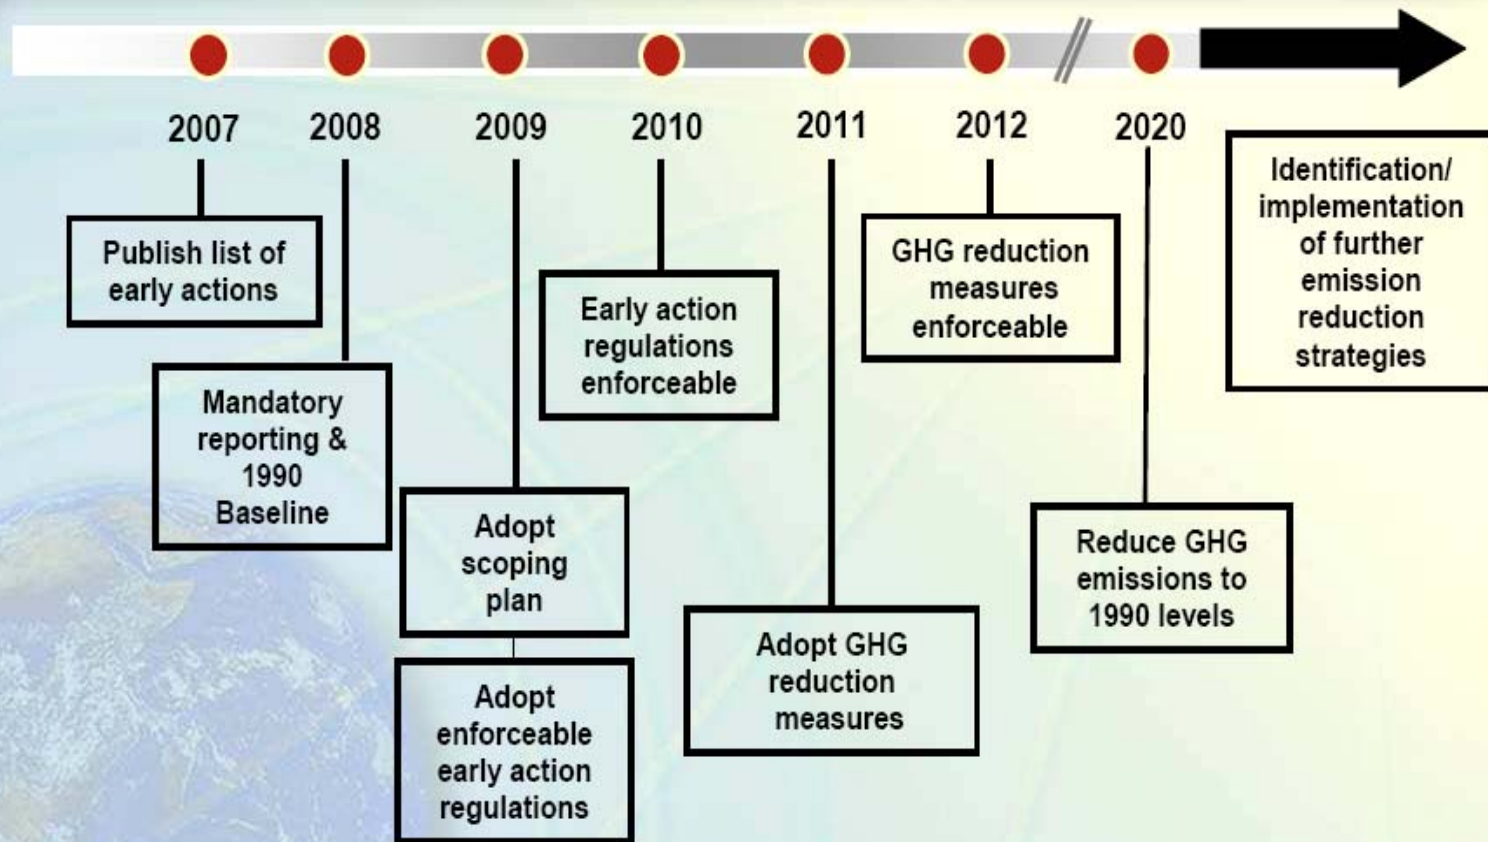 2007 2008 2009 2010 2011 2012 2020
Publish list of
early actions
Mandatory
reporting &
1990
Baseline
Adopt
scoping
plan
Adopt
enforceable
early action
regulations
Early action
regulations
enforceable
Adopt GHG
reduction
measures
GHG reduction
measures
enforceable
Reduce GHG
emissions to
1990 levels
Identification/
implementation
of further
emission
reduction
strategies